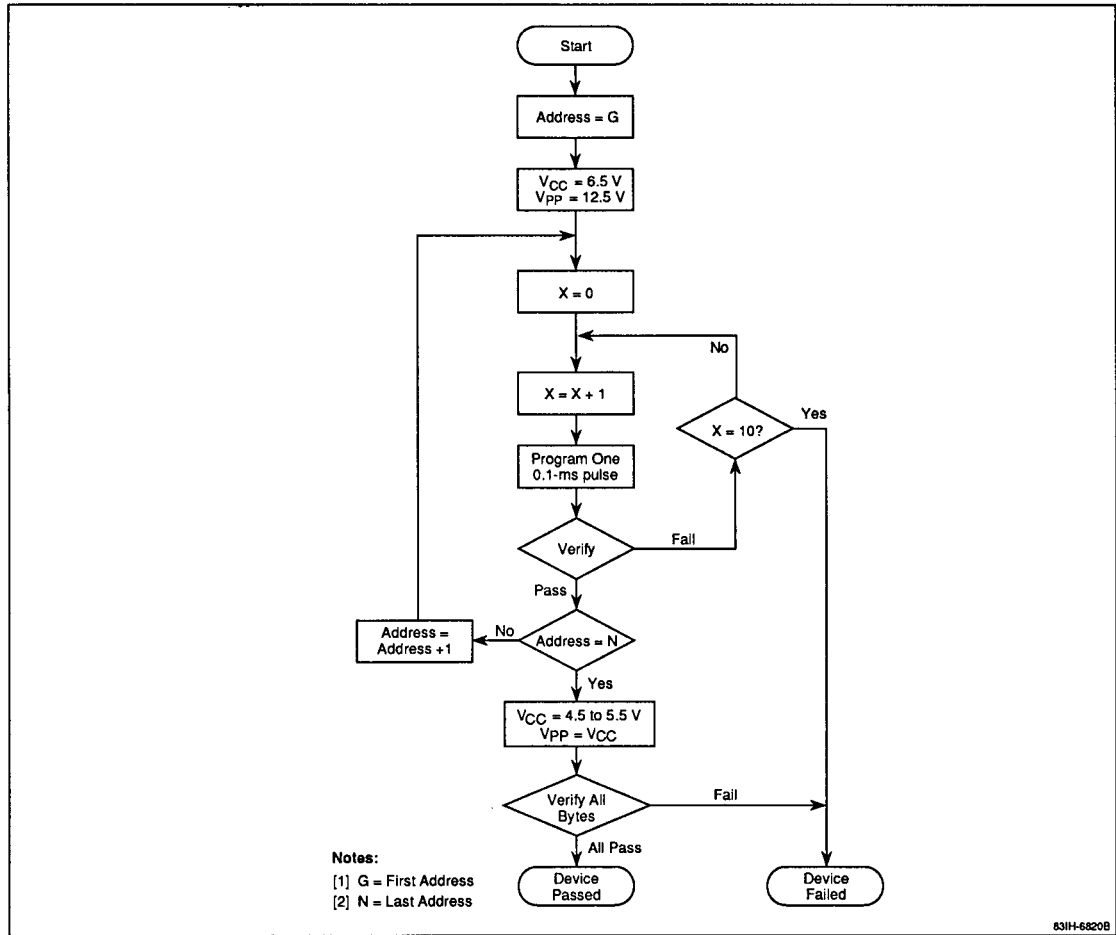 Start
Address = G
VCC = 6.5 V
VPP = 12.5 V
X = 0
No
X = X + 1
X = 10?
Yes
Program One
0.1-ms pulse
Verify
Fail
Pass
Address =
Address +1
No
Address = N
Yes
VCC = 4.5 to 5.5 V
VPP = VCC
Verify All
Bytes
Fail
All Pass
Device
Passed
Device
Failed
Notes:
[1] G = First Address
[2] N = Last Address
83IH-6820B